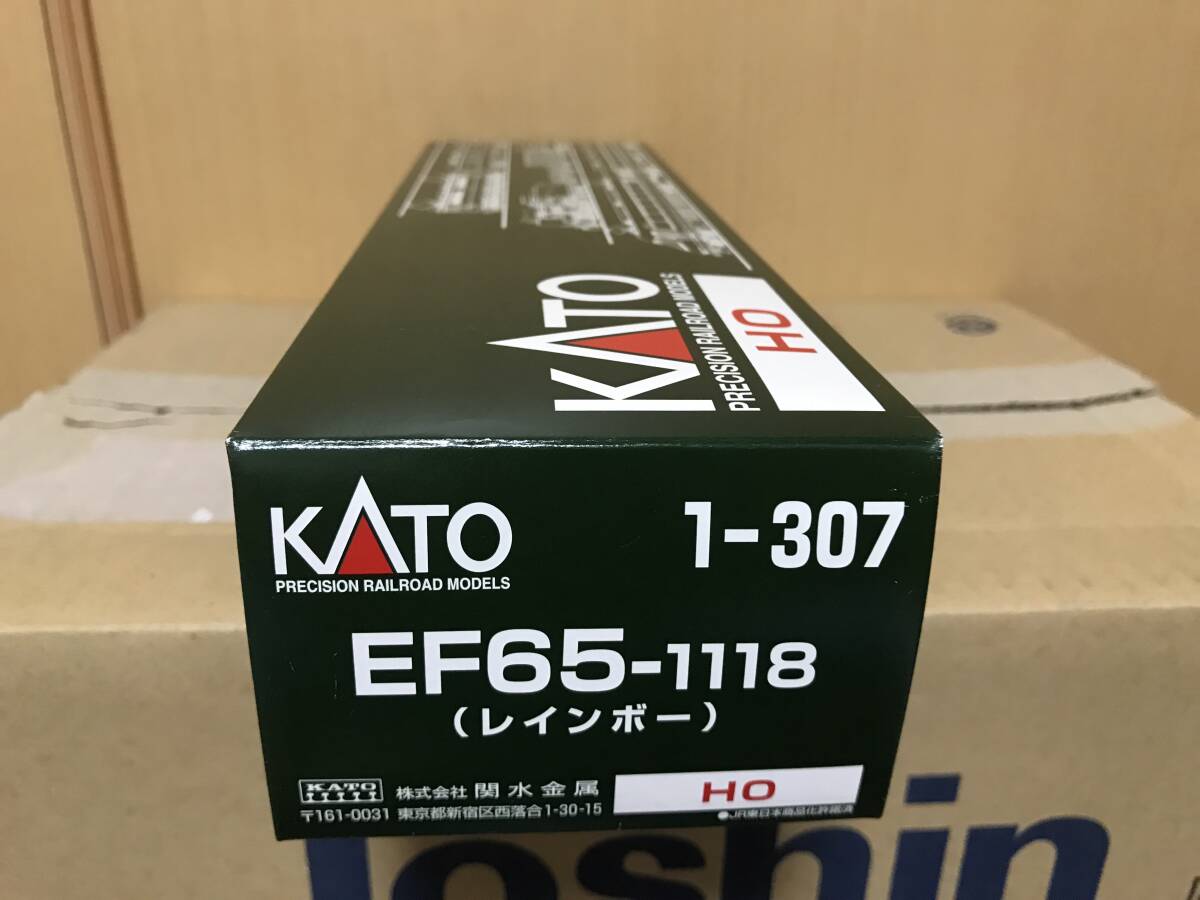 KATO
PRECISION RAILROAD MODELS
HO
KATO
PRECISION RAILROAD MODELS
1-307
EF65-1118
(レインボー)
KATO
株式会社 関水金属
〒161-0031 東京都新宿区西落合1-30-15
HO
●JR東日本商品化許諾済
Joshin